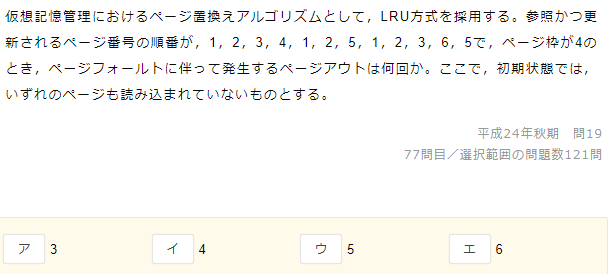 仮想記憶管理におけるページ置換えアルゴリズムとして，LRU方式を採用する。参照かつ更
新されるページ番号の順番が，1，2，3，4，1，2，5，1，2，3，6，5で，ページ枠が4の
とき，ページフォールトに伴って発生するページアウトは何回か。ここで，初期状態では，
いずれのページも読み込まれていないものとする。
平成24年秋期　問19
77問目／選択範囲の問題数121問
ア 3 イ 4 ウ 5 エ 6